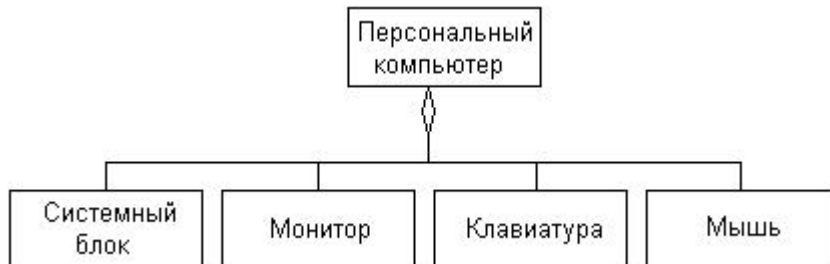 Персональный
компьютер
Системный
блок
Монитор
Клавиатура
Мышь